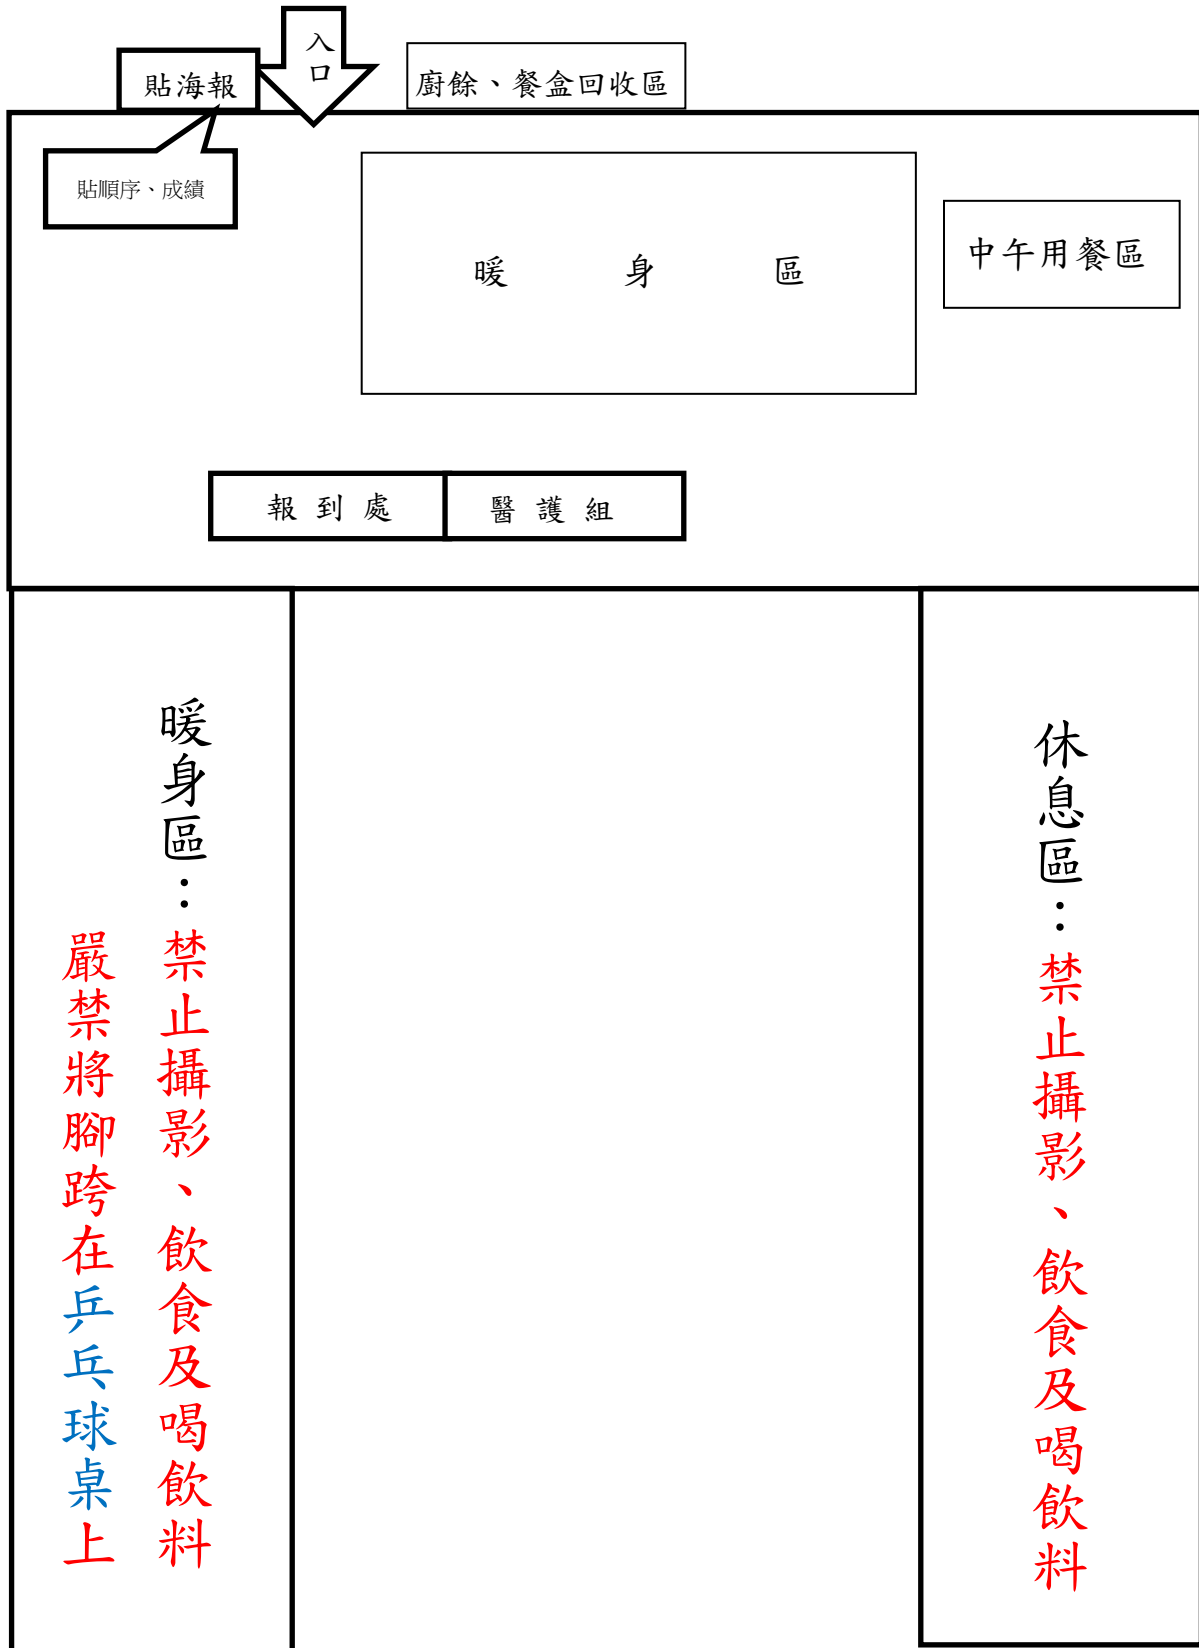 入口
貼海報
廚餘、餐盒回收區
貼順序、成績
暖 身 區
中午用餐區
報 到 處
醫 護 組
暖身區：禁止攝影、飲食及喝飲料
嚴禁將腳跨在乒乓球桌上
休息區：禁止攝影、飲食及喝飲料